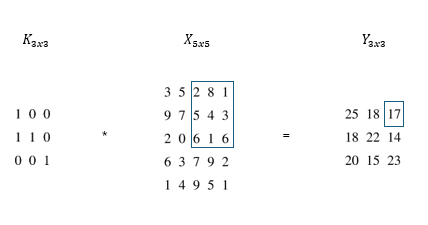 K3x3 X5x5 Y3x3
3 5 2 8 1
9 7 5 4 3
1 0 0 25 18 17
1 1 0 * 2 0 6 1 6 = 18 22 14
0 0 1 6 3 7 9 2 20 15 23
1 4 9 5 1